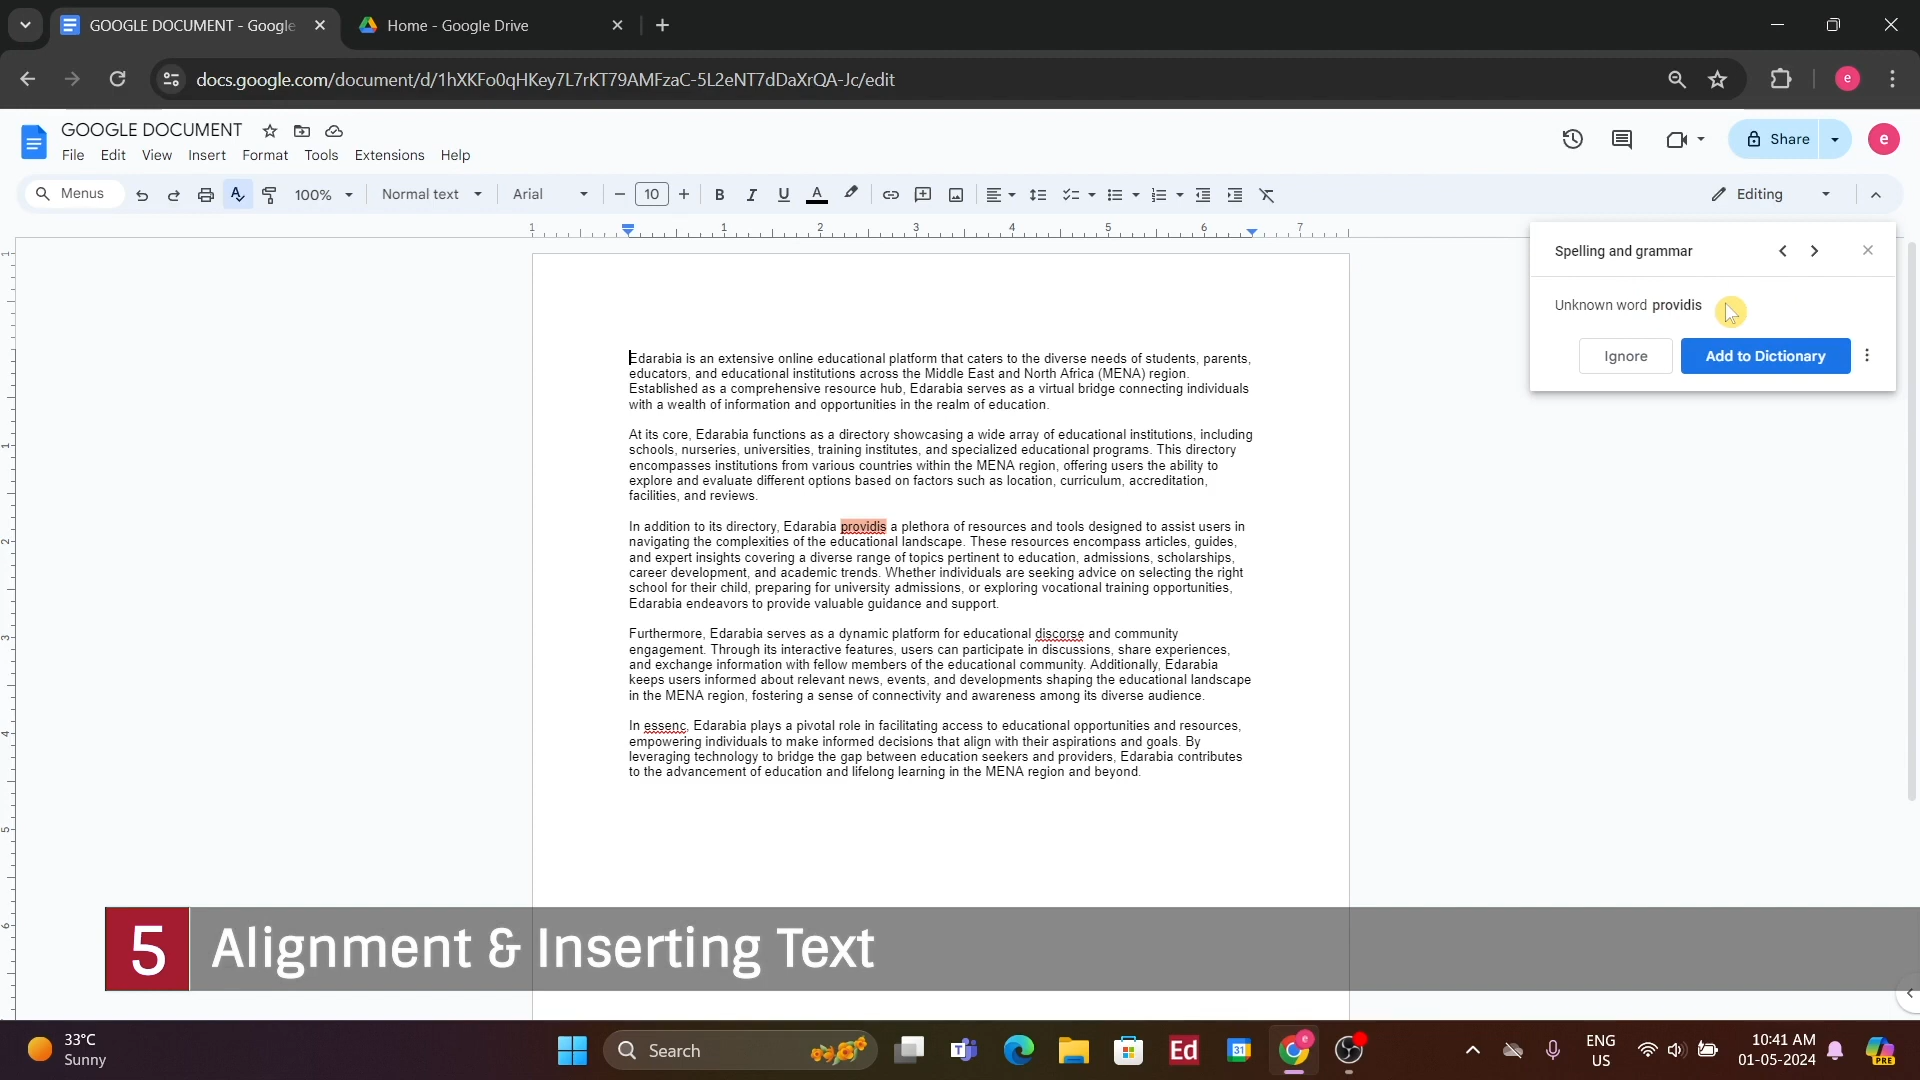 GOOGLE DOCUMENT - Google
Home - Google Drive
docs.google.com/document/d/1hXKFo0qHKey7L7rKT79AMFzaC-5L2eNT7dDaXrQA-Jc/edit
e
GOOGLE DOCUMENT
File Edit View Insert Format Tools Extensions Help
Share
e
Menus
100%
Normal text
Arial
10
B I U A
Editing
1 1 2 3 4 5 6 7
Spelling and grammar
Unknown word providis
Ignore
Add to Dictionary
Edarabia is an extensive online educational platform that caters to the diverse needs of students, parents,
educators, and educational institutions across the Middle East and North Africa (MENA) region.
Established as a comprehensive resource hub, Edarabia serves as a virtual bridge connecting individuals
with a wealth of information and opportunities in the realm of education.
At its core, Edarabia functions as a directory showcasing a wide array of educational institutions, including
schools, nurseries, universities, training institutes, and specialized educational programs. This directory
encompasses institutions from various countries within the MENA region, offering users the ability to
explore and evaluate different options based on factors such as location, curriculum, accreditation,
facilities, and reviews.
In addition to its directory, Edarabia providis a plethora of resources and tools designed to assist users in
navigating the complexities of the educational landscape. These resources encompass articles, guides,
and expert insights covering a diverse range of topics pertinent to education, admissions, scholarships,
career development, and academic trends. Whether individuals are seeking advice on selecting the right
school for their child, preparing for university admissions, or exploring vocational training opportunities,
Edarabia endeavors to provide valuable guidance and support.
Furthermore, Edarabia serves as a dynamic platform for educational discorse and community
engagement. Through its interactive features, users can participate in discussions, share experiences,
and exchange information with fellow members of the educational community. Additionally, Edarabia
keeps users informed about relevant news, events, and developments shaping the educational landscape
in the MENA region, fostering a sense of connectivity and awareness among its diverse audience.
In essenc, Edarabia plays a pivotal role in facilitating access to educational opportunities and resources,
empowering individuals to make informed decisions that align with their aspirations and goals. By
leveraging technology to bridge the gap between education seekers and providers, Edarabia contributes
to the advancement of education and lifelong learning in the MENA region and beyond.
1
1
2
3
4
5
6
5 Alignment & Inserting Text
33°C
Sunny
Search
Ed
31
e
ENG
US
10:41 AM
01-05-2024
PRE